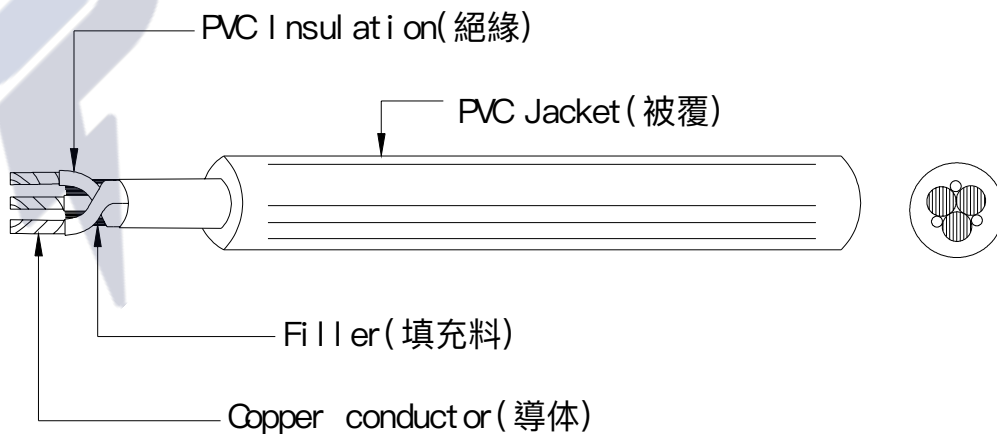 PVC Insulation(絕緣)
PVC Jacket(被覆)
Filler(填充料)
Copper conductor(導体)